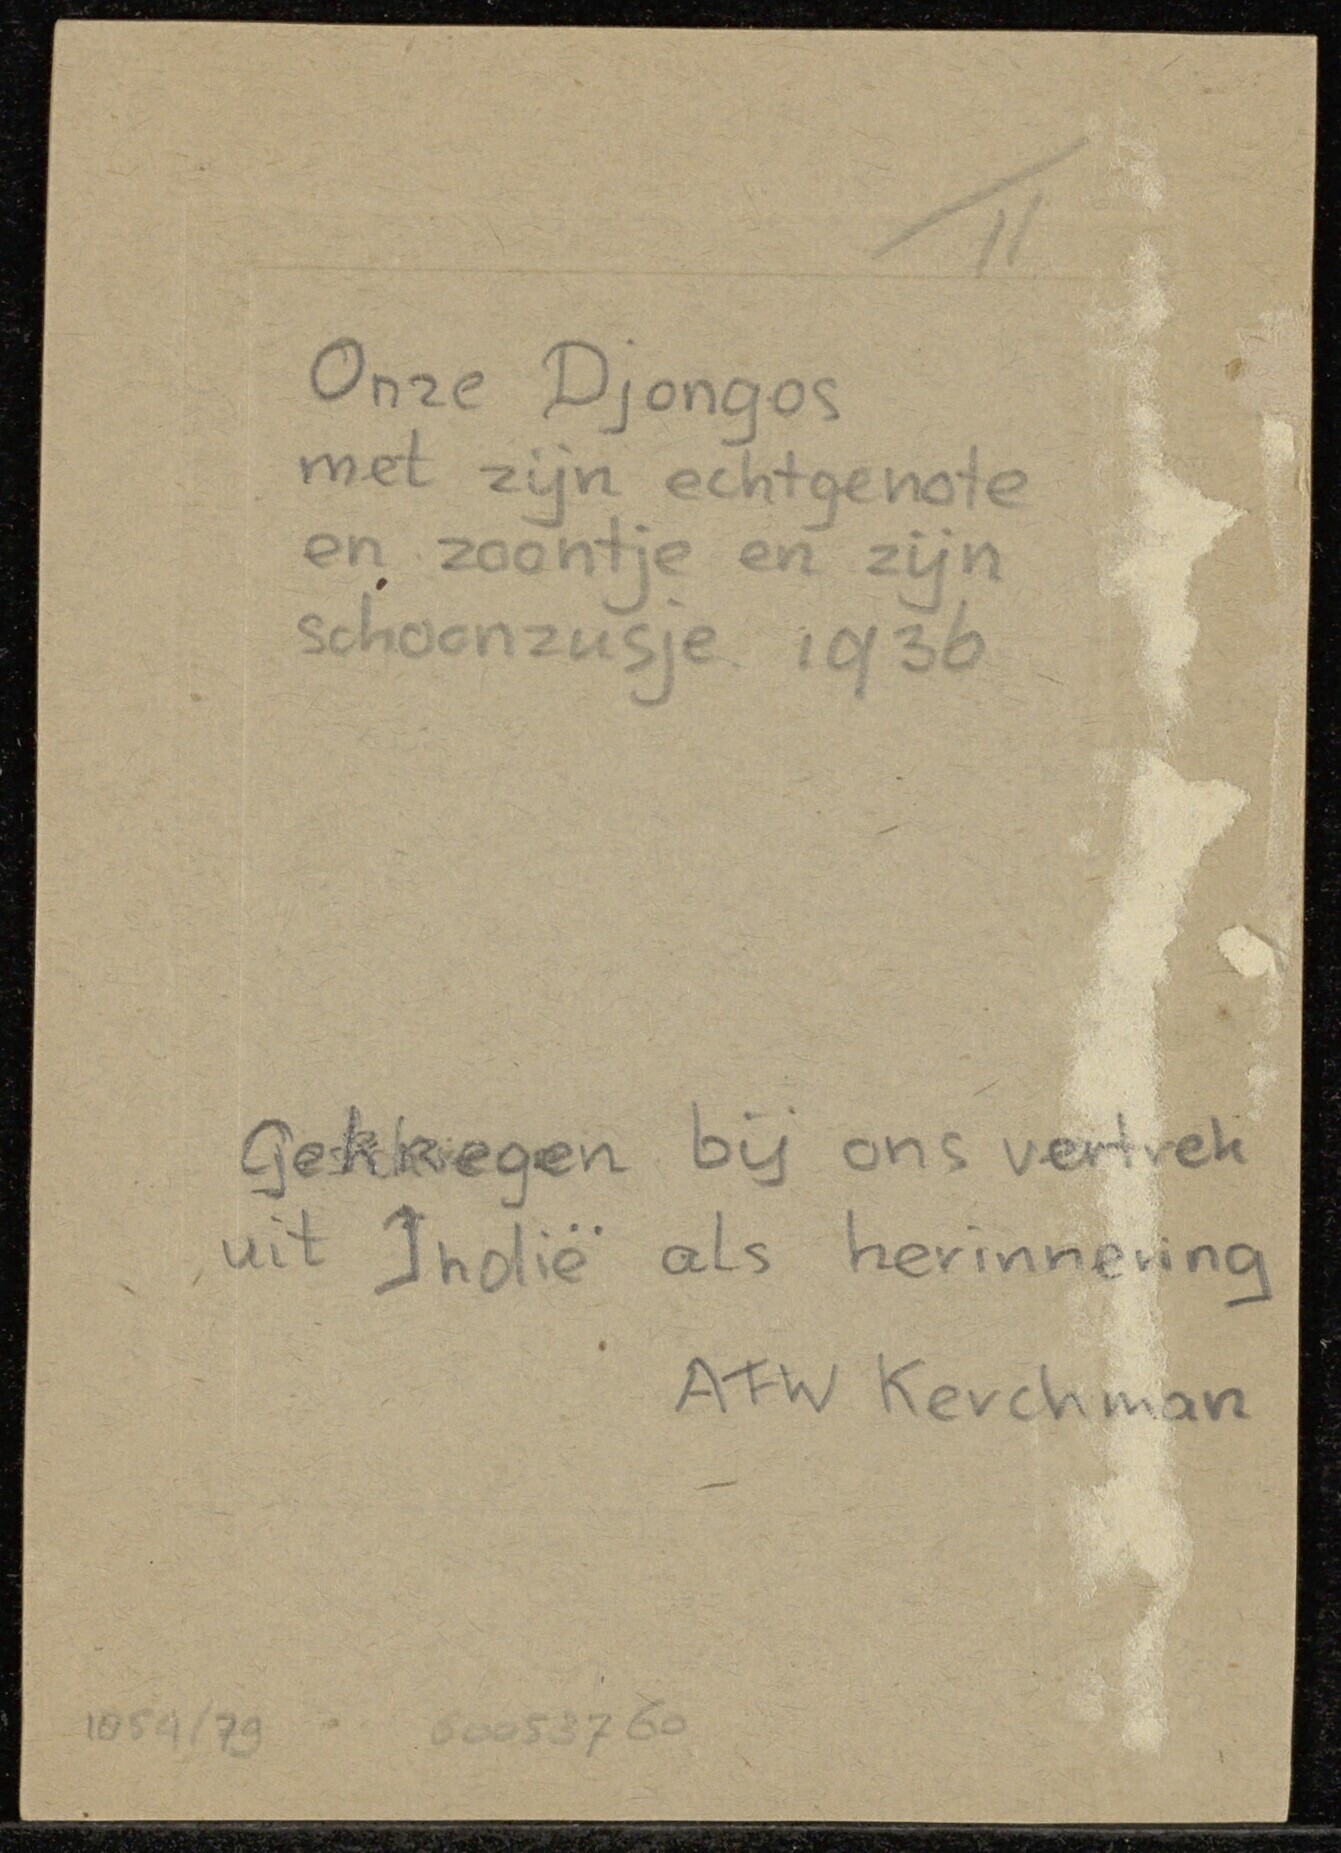 11
Onze Djongos
met zijn echtgenote
en zoontje en zijn
schoonzusje 1936
Gekregen bij ons vertrek
uit Indië als herinnering
AFW Kerchman
1054/79 60053760